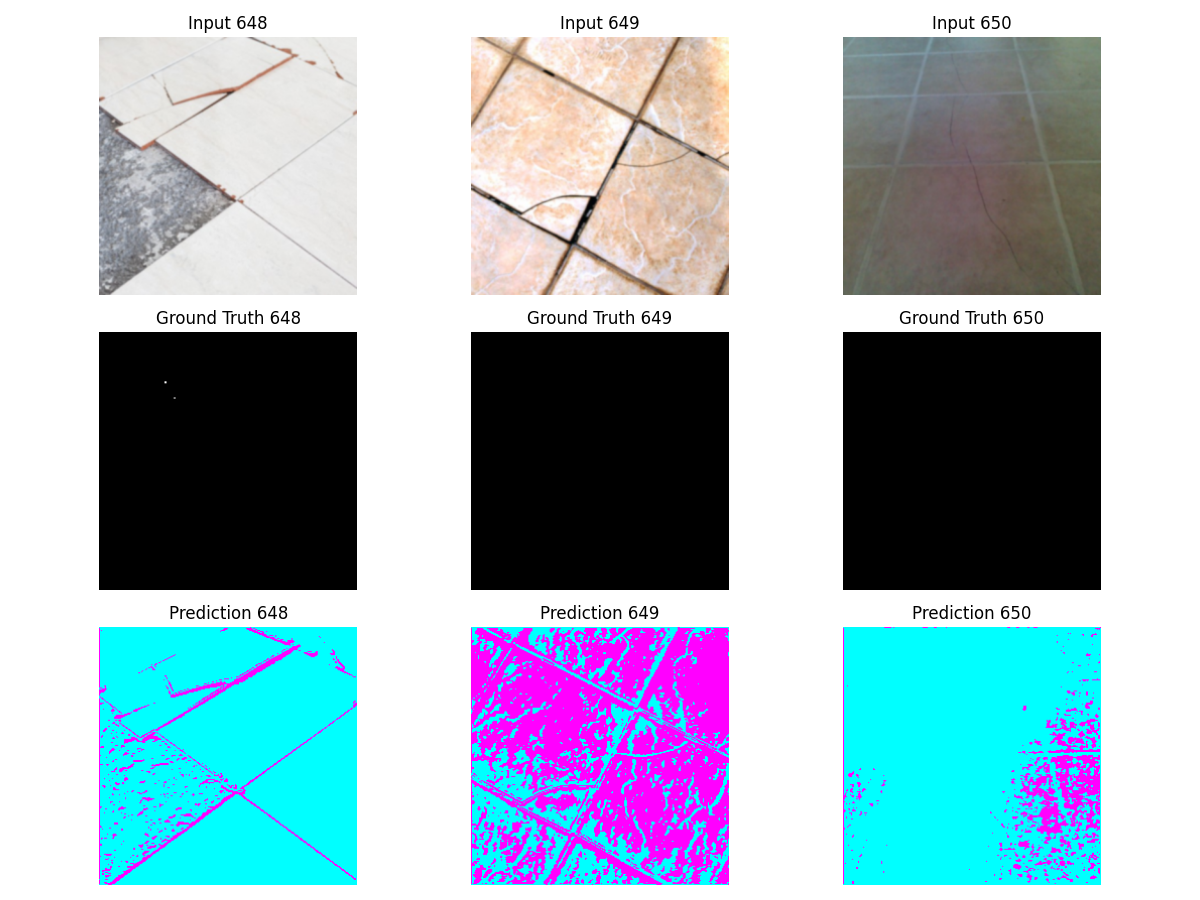 Input 648
Input 649
Input 650
Ground Truth 648
Ground Truth 649
Ground Truth 650
Prediction 648
Prediction 649
Prediction 650